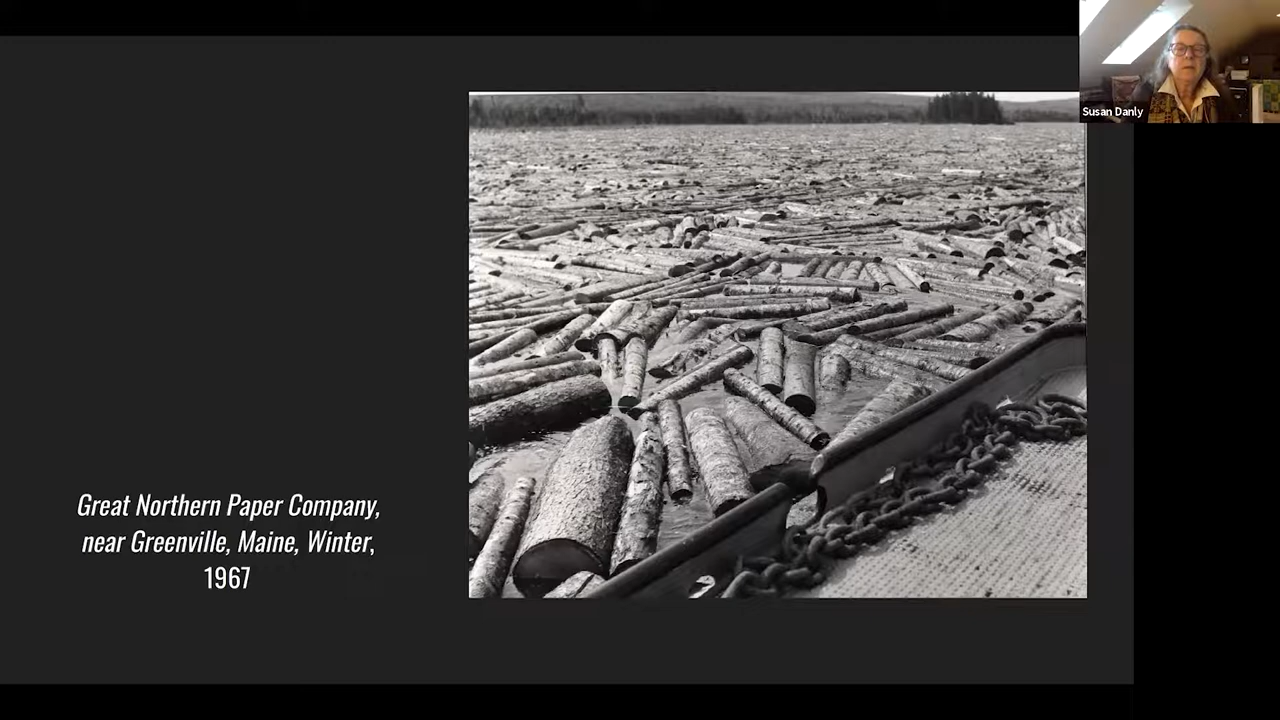 Susan Danly
Great Northern Paper Company,
near Greenville, Maine, Winter,
1967